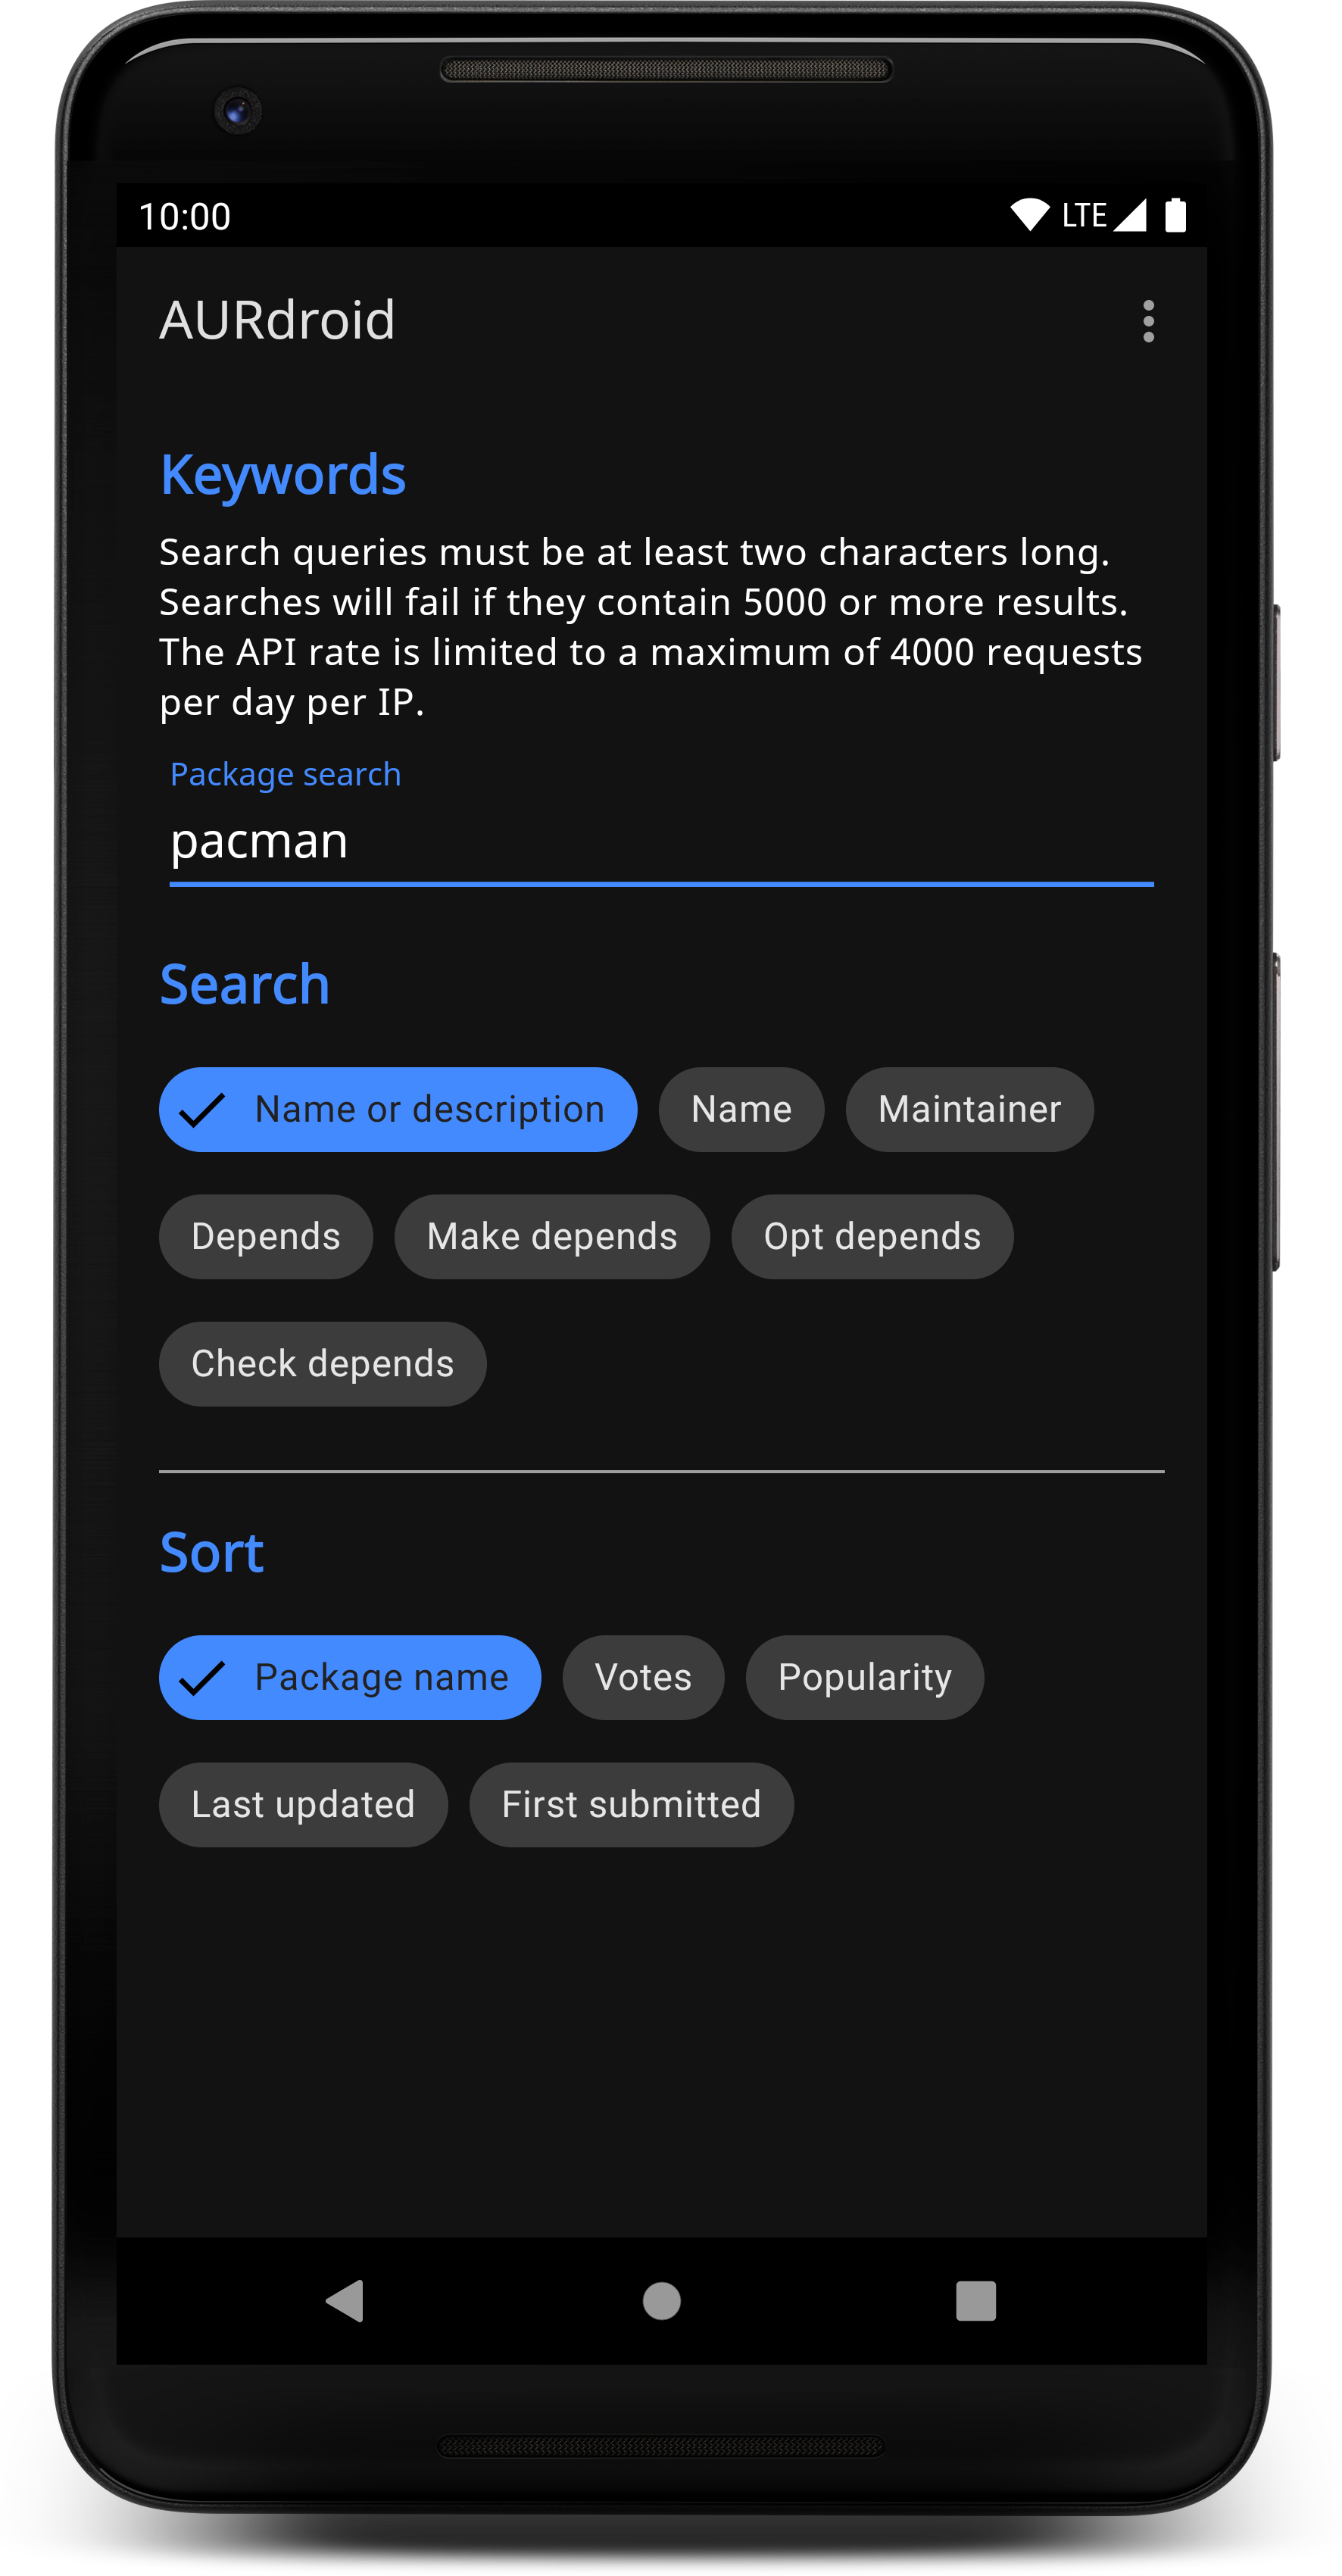 10:00 LTE
AURdroid
Keywords
Search queries must be at least two characters long.
Searches will fail if they contain 5000 or more results.
The API rate is limited to a maximum of 4000 requests
per day per IP.
Package search
pacman
Search
Name or description Name Maintainer
Depends Make depends Opt depends
Check depends
Sort
Package name Votes Popularity
Last updated First submitted